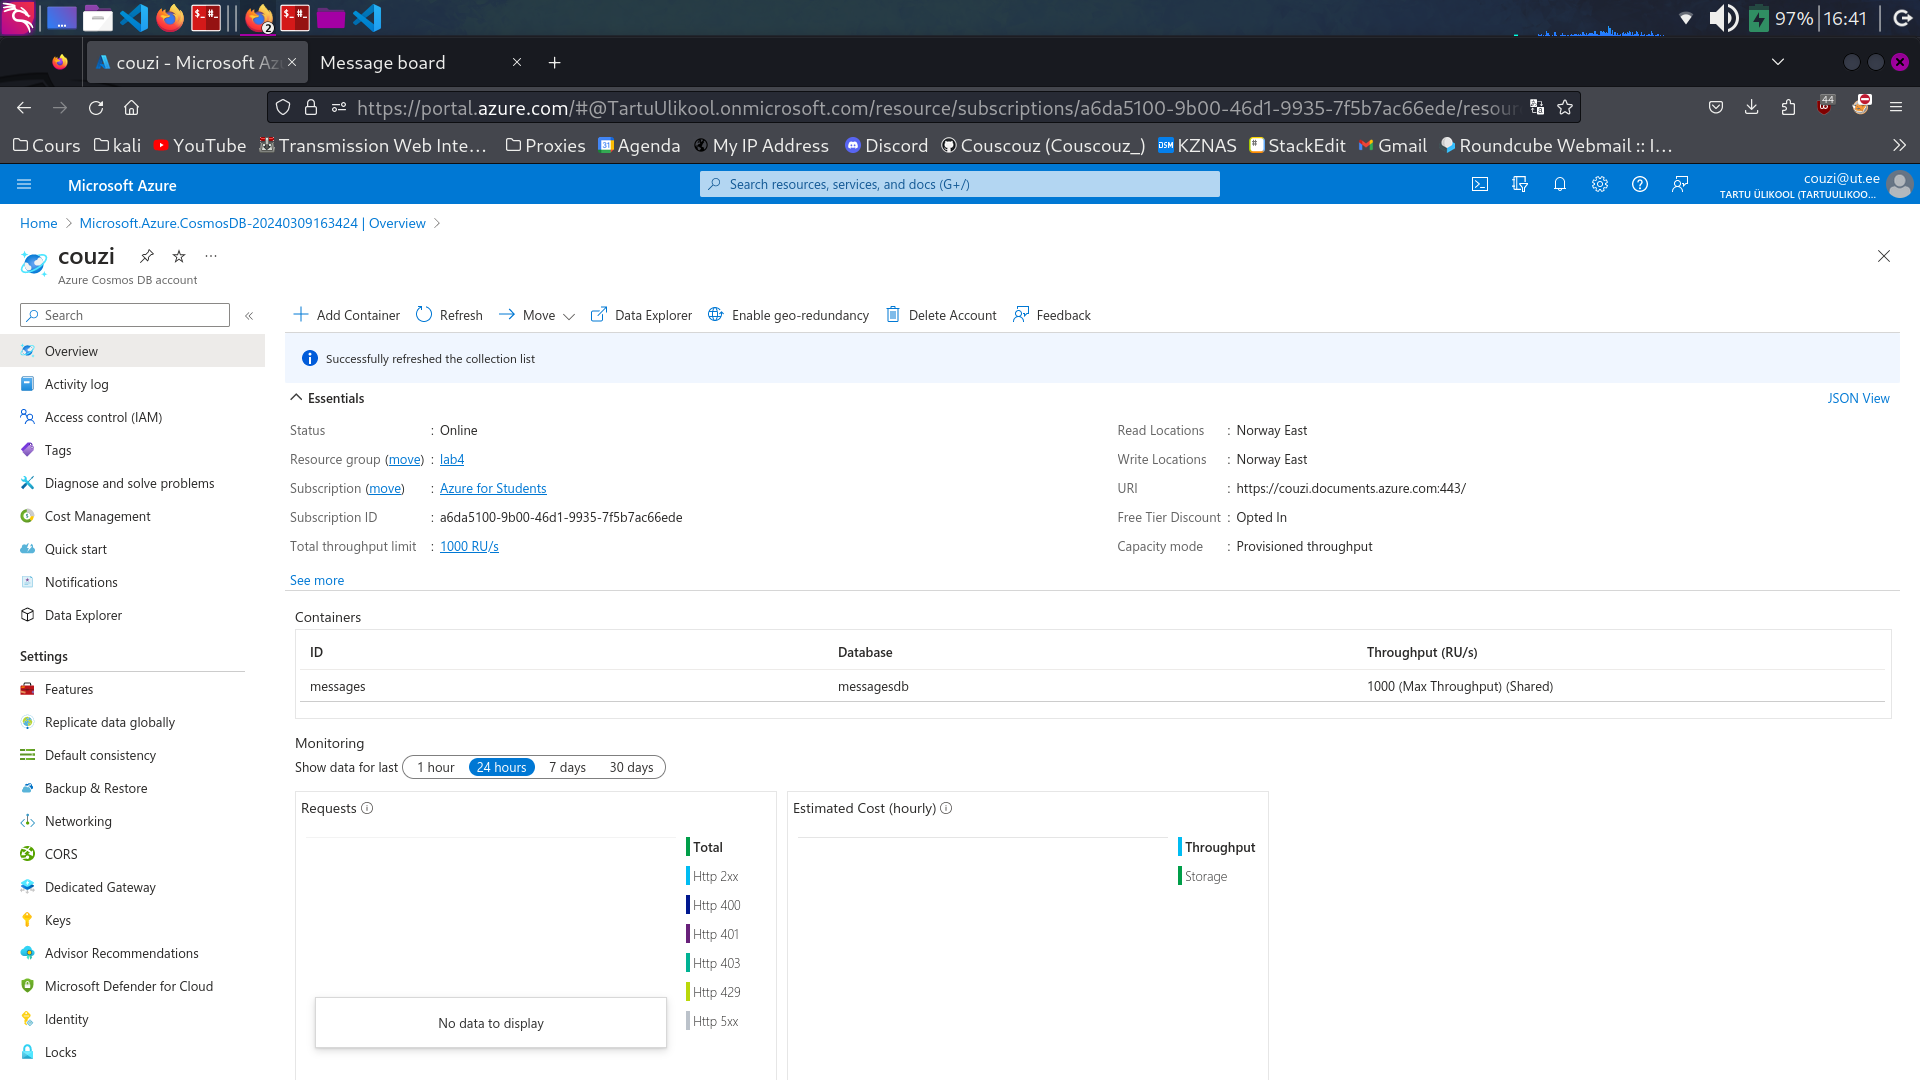 2
97%
16:41
couzi - Microsoft Az
Message board
https://portal.azure.com/#@TartuUlikool.onmicrosoft.com/resource/subscriptions/a6da5100-9b00-46d1-9935-7f5b7ac66ede/resour
44
Cours
kali
YouTube
Transmission Web Inte…
Proxies
Agenda
My IP Address
Discord
Couscouz (Couscouz_)
KZNAS
StackEdit
Gmail
Roundcube Webmail :: I…
Microsoft Azure
Search resources, services, and docs (G+/)
couzi@ut.ee
TARTU ÜLIKOOL (TARTUULIKOO...
Home > Microsoft.Azure.CosmosDB-20240309163424 | Overview >
couzi
Azure Cosmos DB account
Search
Add Container
Refresh
Move
Data Explorer
Enable geo-redundancy
Delete Account
Feedback
Overview
Activity log
Access control (IAM)
Tags
Diagnose and solve problems
Cost Management
Quick start
Notifications
Data Explorer
Settings
Features
Replicate data globally
Default consistency
Backup & Restore
Networking
CORS
Dedicated Gateway
Keys
Advisor Recommendations
Microsoft Defender for Cloud
Identity
Locks
Successfully refreshed the collection list
Essentials
JSON View
Status : Online
Resource group (move) : lab4
Subscription (move) : Azure for Students
Subscription ID : a6da5100-9b00-46d1-9935-7f5b7ac66ede
Total throughput limit : 1000 RU/s
See more
Read Locations : Norway East
Write Locations : Norway East
URI : https://couzi.documents.azure.com:443/
Free Tier Discount : Opted In
Capacity mode : Provisioned throughput
Containers
ID Database Throughput (RU/s)
messages messagesdb 1000 (Max Throughput) (Shared)
Monitoring
Show data for last 1 hour 24 hours 7 days 30 days
Requests
Total
Http 2xx
Http 400
Http 401
Http 403
Http 429
Http 5xx
No data to display
Estimated Cost (hourly)
Throughput
Storage